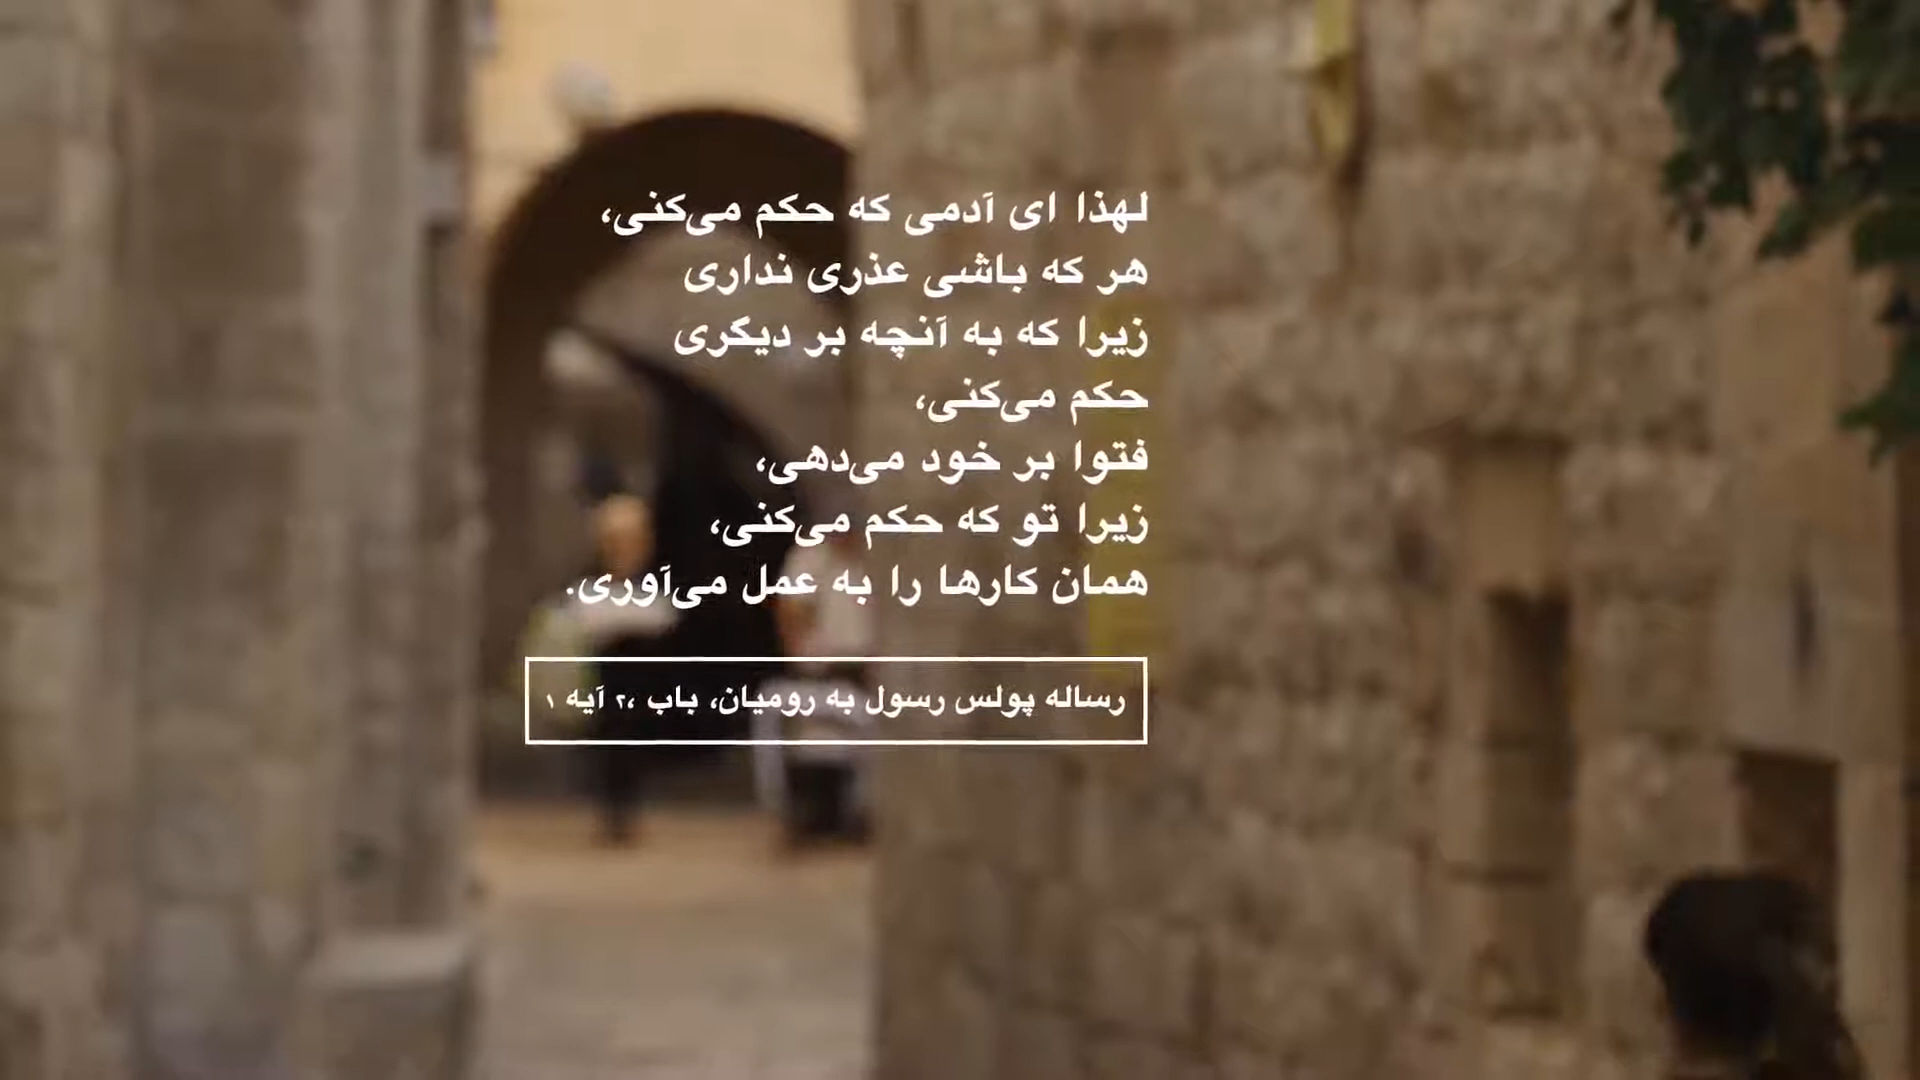 لهذا ای آدمی که حکم می‌کنی،
هر که باشی عذری نداری
زیرا که به آنچه بر دیگری
حکم می‌کنی،
فتوا بر خود می‌دهی،
زیرا تو که حکم می‌کنی،
همان کارها را به عمل می‌آوری.
رساله پولس رسول به رومیان، باب ۲، آیه ۱